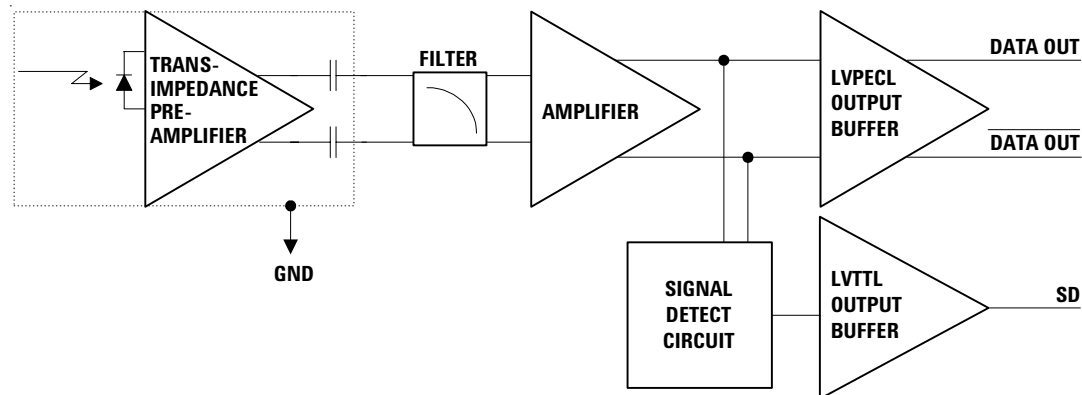 TRANS-
IMPEDANCE
PRE-
AMPLIFIER
GND
FILTER
AMPLIFIER
LVPECL
OUTPUT
BUFFER
DATA OUT
DATA OUT
SIGNAL
DETECT
CIRCUIT
LVTTL
OUTPUT
BUFFER
SD